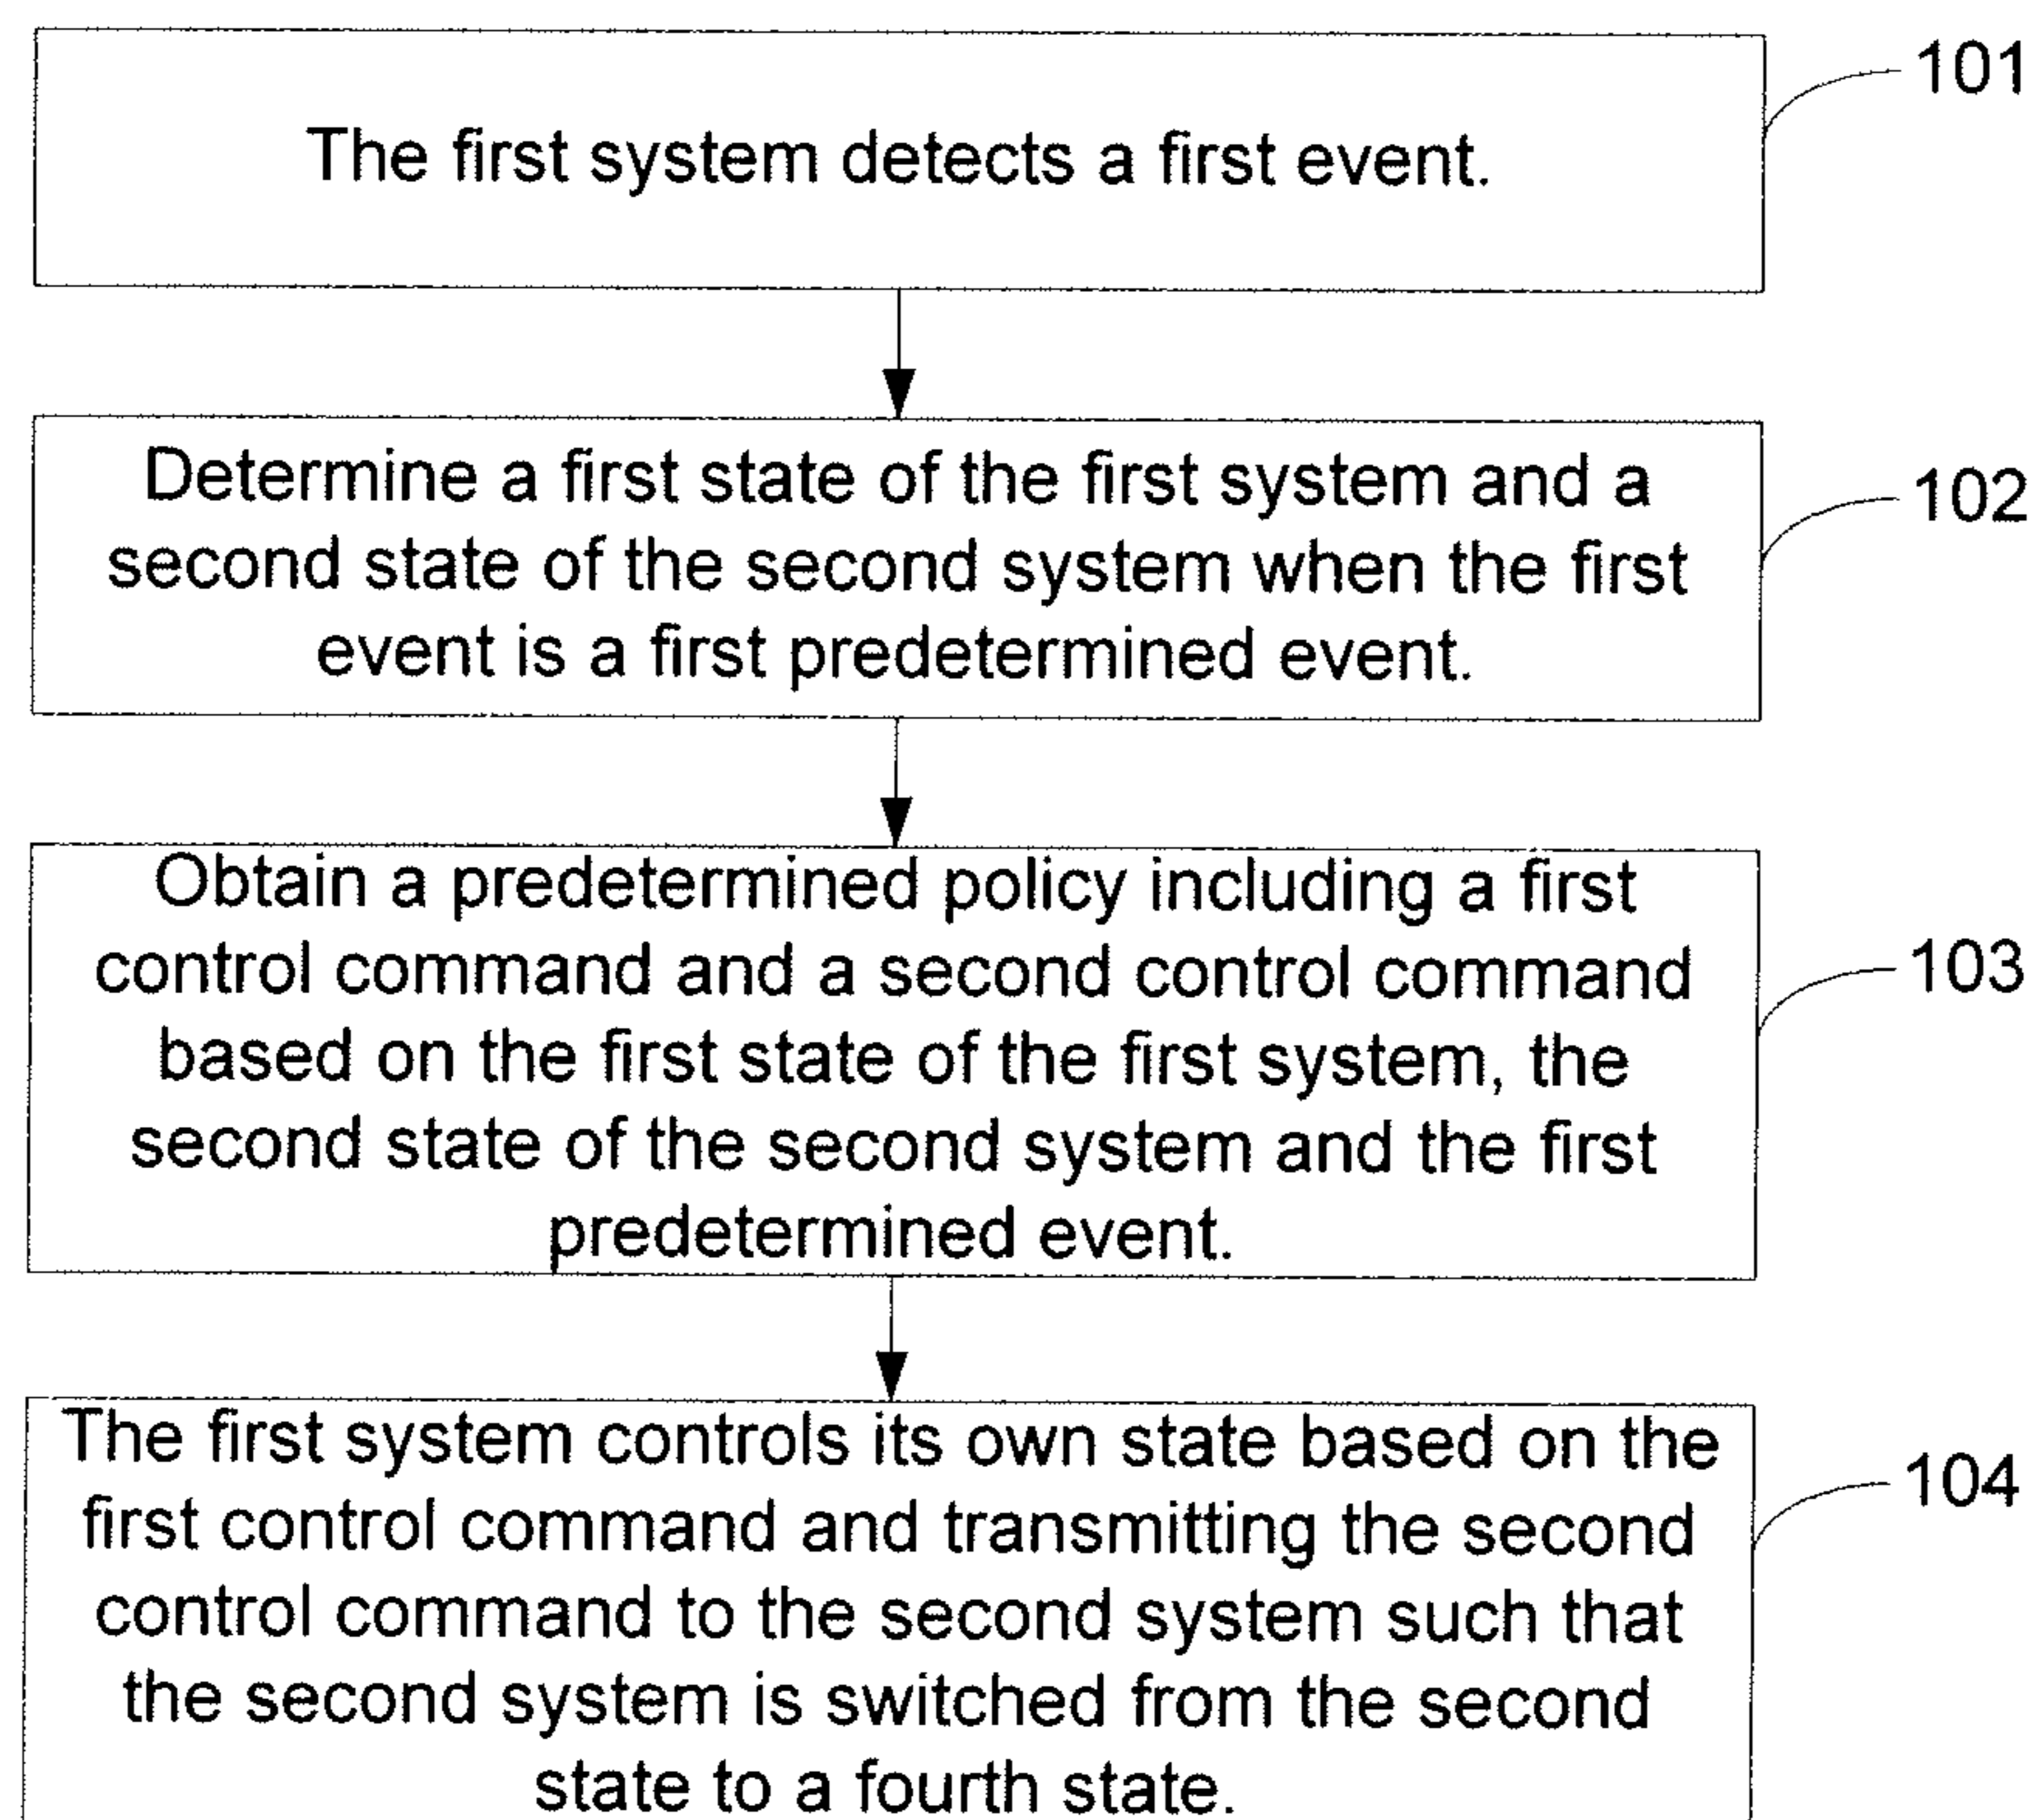 101
The first system detects a first event.
102
Determine a first state of the first system and a
second state of the second system when the first
event is a first predetermined event.
103
Obtain a predetermined policy including a first
control command and a second control command
based on the first state of the first system, the
second state of the second system and the first
predetermined event.
104
The first system controls its own state based on the
first control command and transmitting the second
control command to the second system such that
the second system is switched from the second
state to a fourth state.